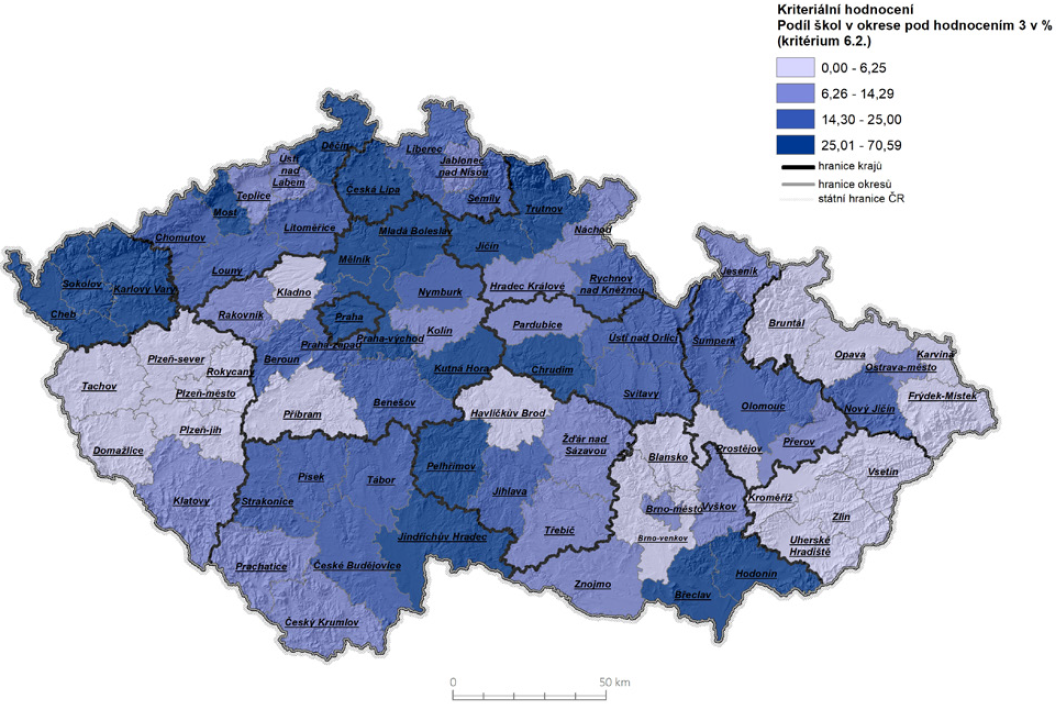 Kriteriální hodnocení
Podíl škol v okrese pod hodnocením 3 v %
(kritérium 6.2.)
0,00 - 6,25
6,26 - 14,29
14,30 - 25,00
25,01 - 70,59
hranice krajů
hranice okresů
státní hranice ČR
Děčín
Liberec
Ústí
nad
Labem
Jablonec
nad Nisou
Teplice
Česká Lípa
Semily
Most
Trutnov
Chomutov
Litoměřice
Mladá Boleslav
Náchod
Jičín
Mělník
Louny
Jeseník
Sokolov
Karlovy Vary
Kladno
Nymburk
Hradec Králové
Rychnov
nad Kněžnou
Cheb
Rakovník
Praha
Kolín
Pardubice
Bruntál
Praha-západ
Praha-východ
Ústí nad Orlicí
Šumperk
Plzeň-sever
Beroun
Opava
Karviná
Rokycany
Kutná Hora
Chrudim
Ostrava-město
Tachov
Plzeň-město
Svitavy
Frýdek-Místek
Benešov
Olomouc
Nový Jičín
Příbram
Havlíčkův Brod
Plzeň-jih
Žďár nad
Sázavou
Přerov
Domažlice
Prostějov
Blansko
Pelhřimov
Vsetín
Písek
Tábor
Jihlava
Klatovy
Strakonice
Kroměříž
Brno-město
Vyškov
Zlín
Třebíč
Jindřichův Hradec
Brno-venkov
Uherské
Hradiště
Prachatice
České Budějovice
Hodonín
Znojmo
Břeclav
Český Krumlov
0
50 km